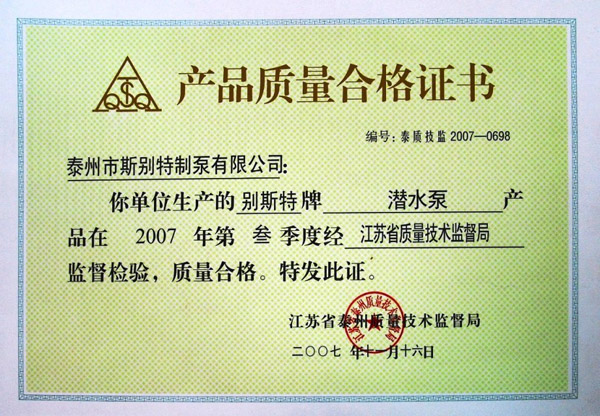 TSQQ
产品质量合格证书
编号：泰质技监 2007—0698
泰州市斯别特制泵有限公司：
你单位生产的 别斯特 牌 潜水泵 产
品在 2007 年第 叁 季度经 江苏省质量技术监督局
监督检验，质量合格。特发此证。
江苏省泰州质量技术监督局
二〇〇七 年十一月十六日